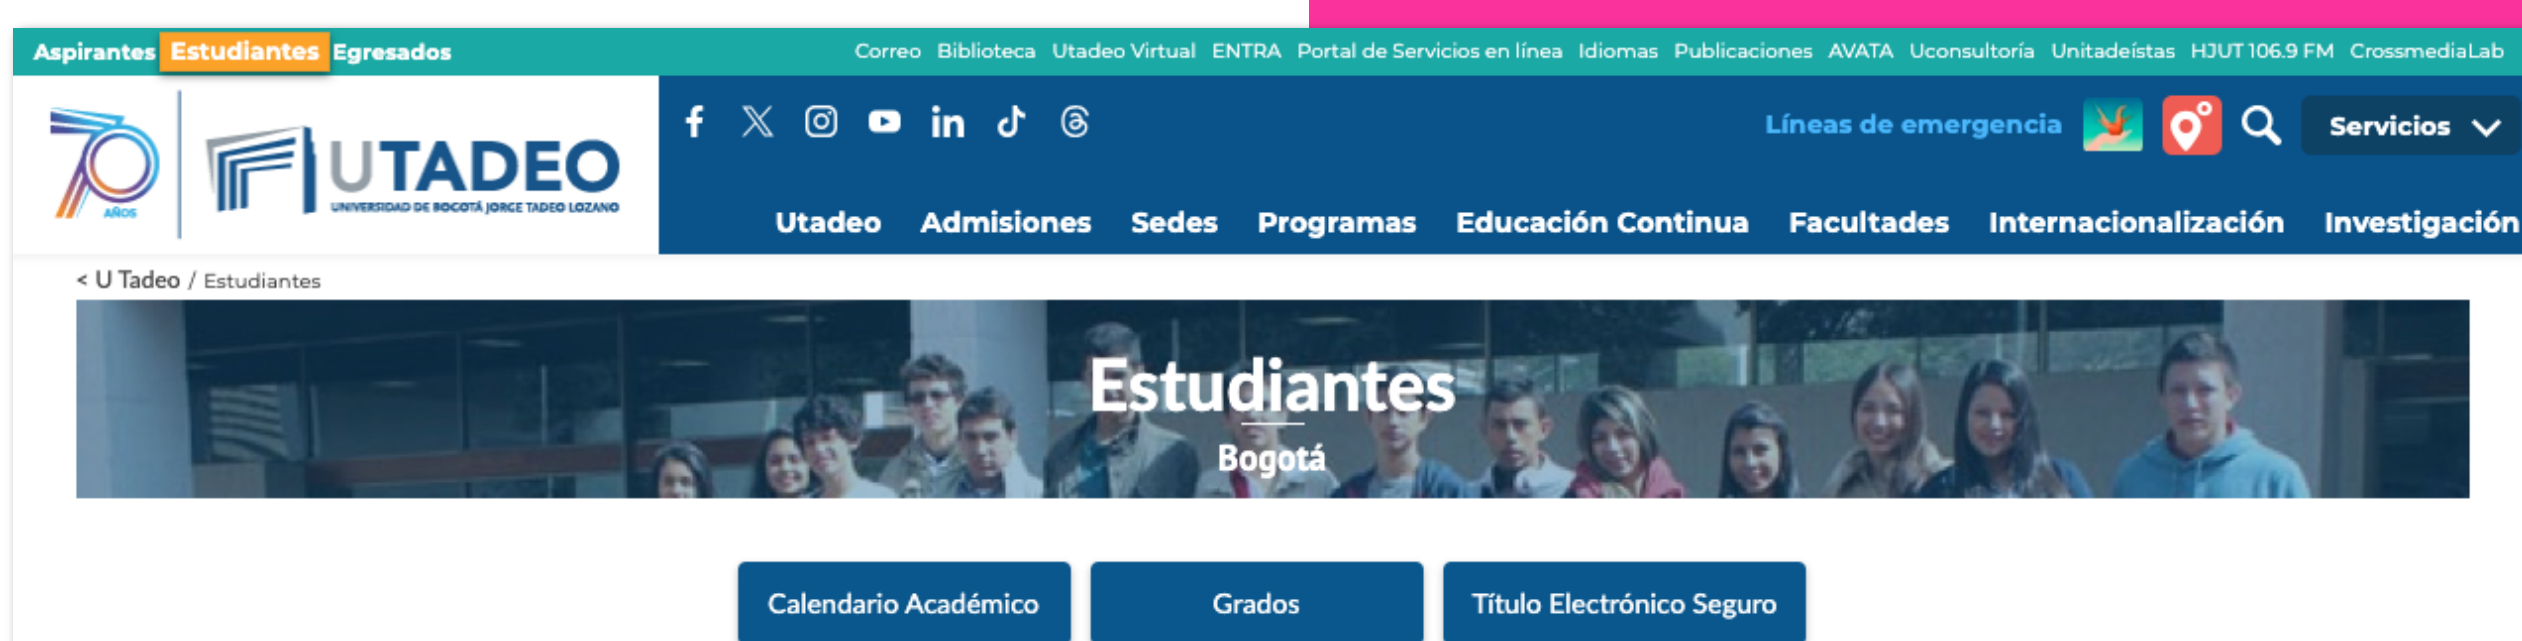 Aspirantes Estudiantes Egresados
Correo Biblioteca Utadeo Virtual ENTRA Portal de Servicios en línea Idiomas Publicaciones AVATA Uconsultoría Unitadeístas HJUT 106.9 FM CrossmediaLab
70 AÑOS
UTADEO
UNIVERSIDAD DE BOGOTÁ JORGE TADEO LOZANO
Líneas de emergencia
Servicios
Utadeo Admisiones Sedes Programas Educación Continua Facultades Internacionalización Investigación
< U Tadeo / Estudiantes
Estudiantes
Bogotá
Calendario Académico Grados Título Electrónico Seguro